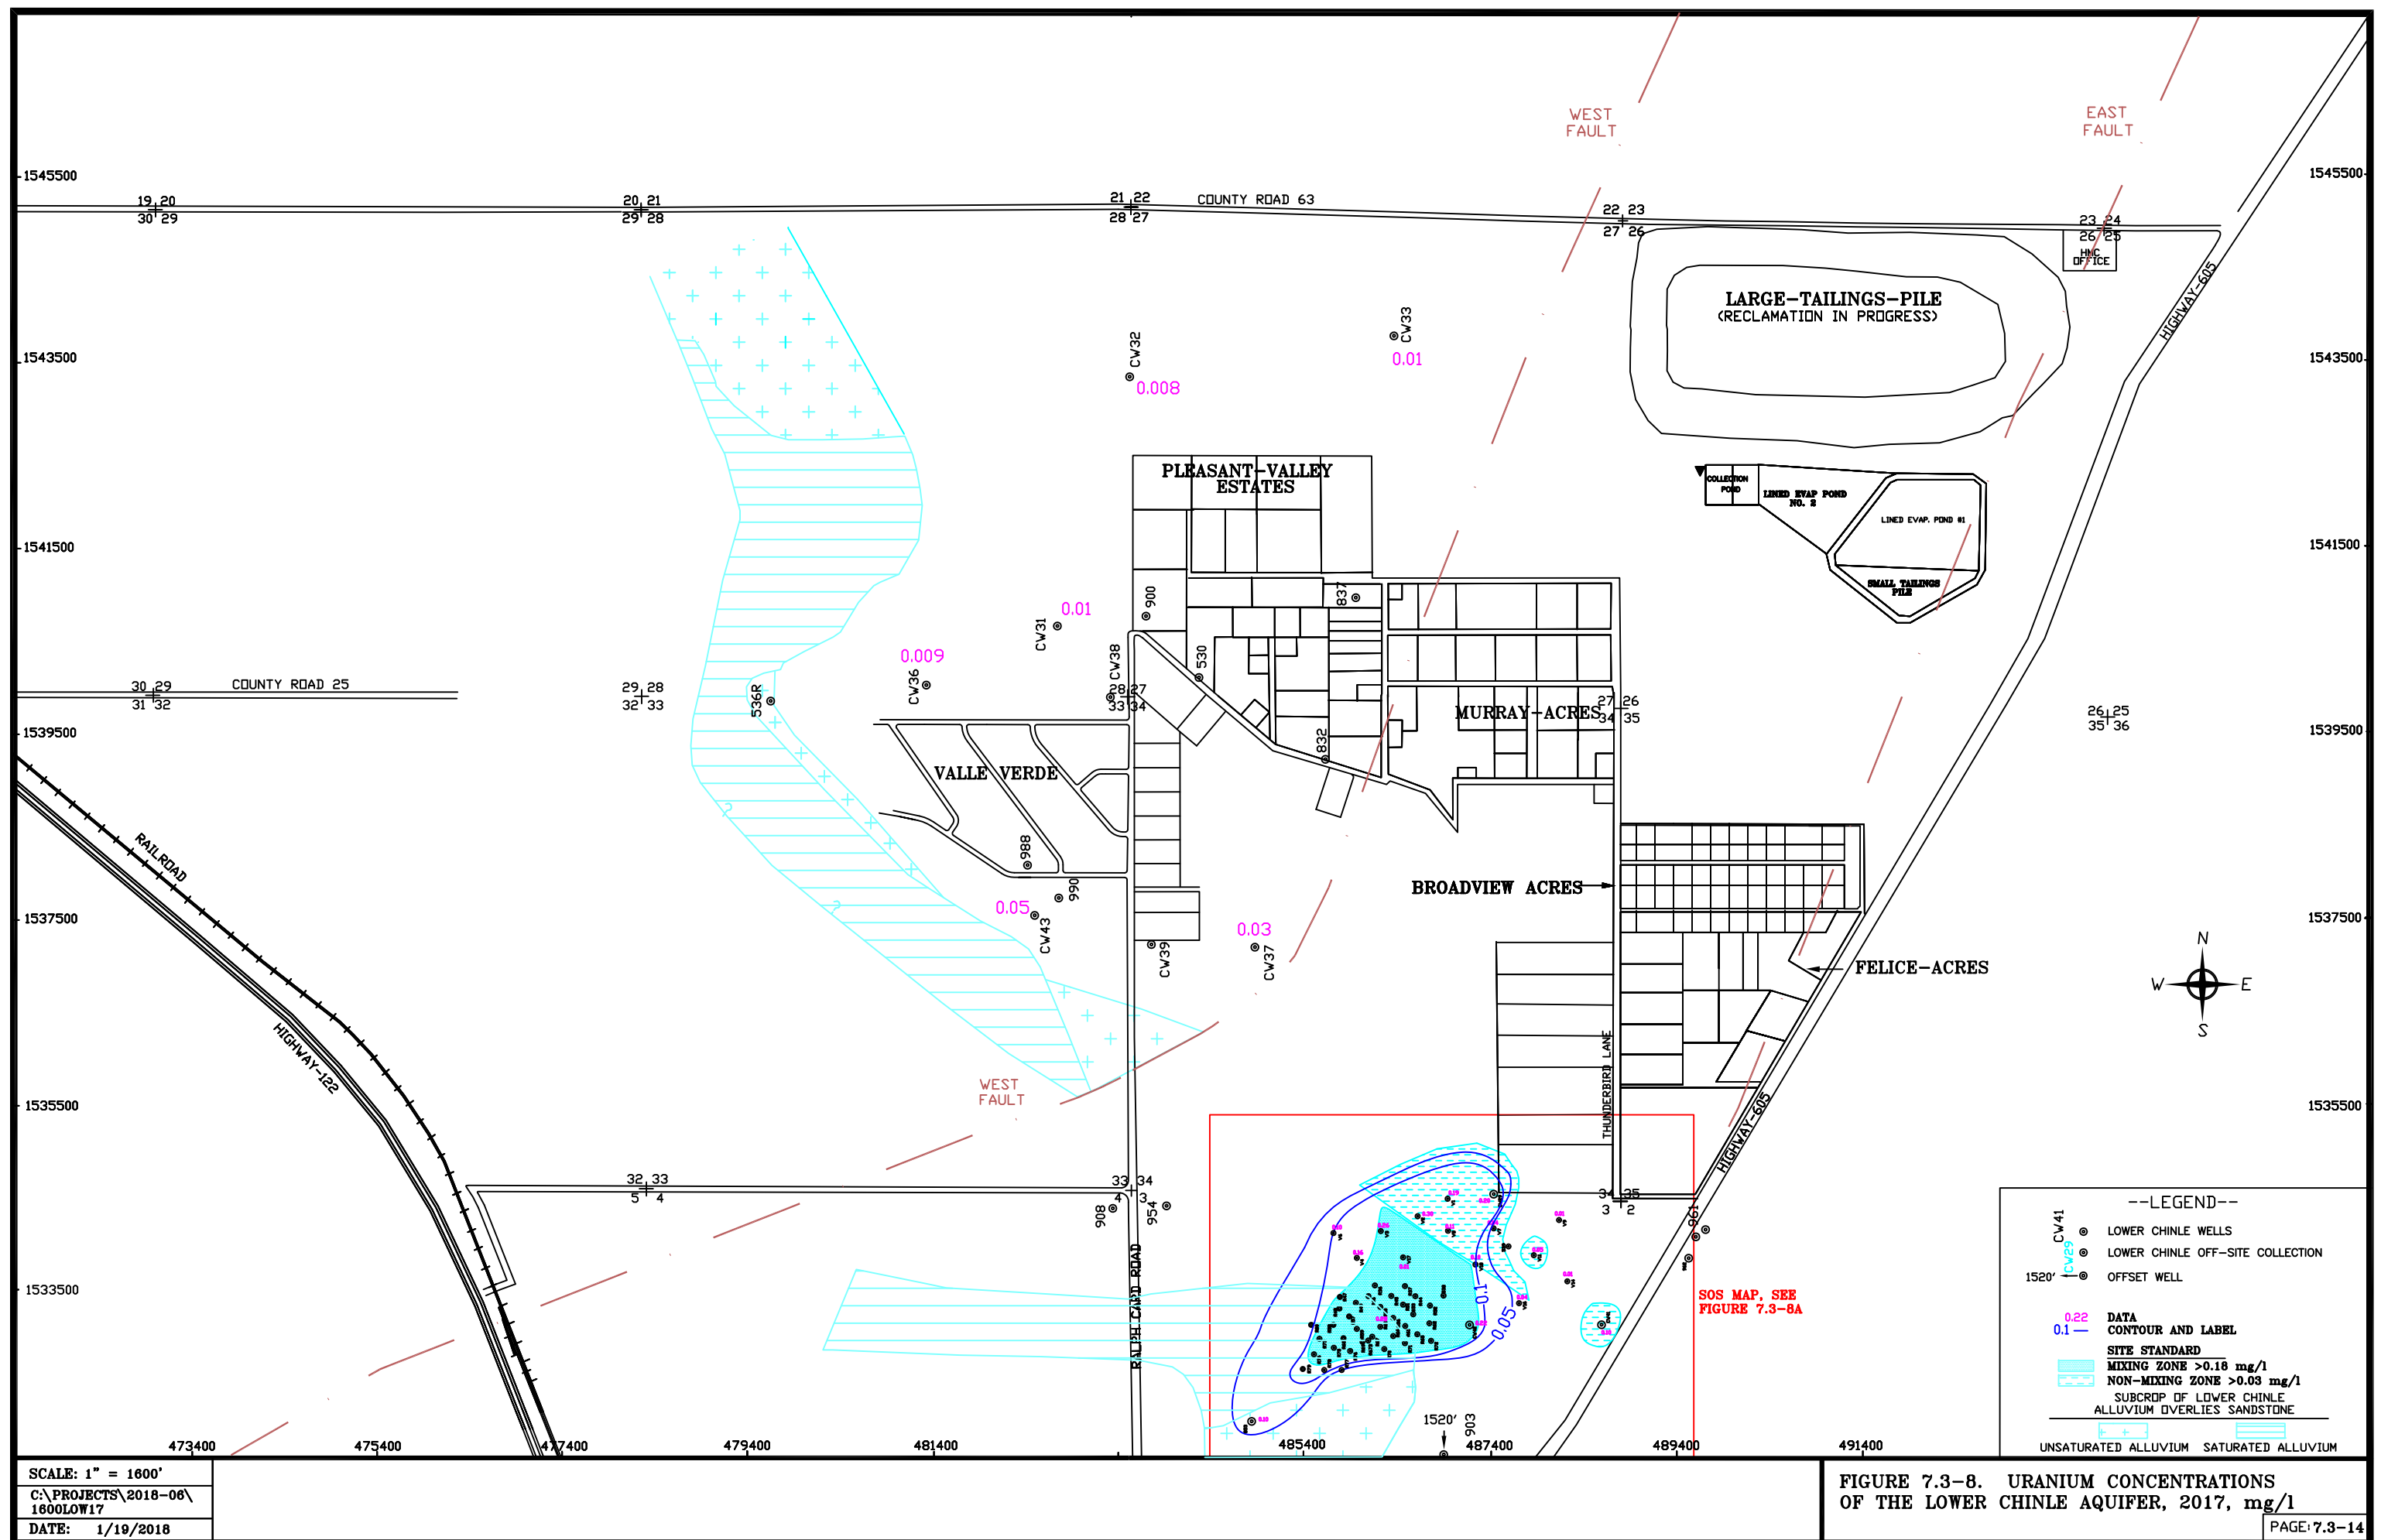 WEST
FAULT
EAST
FAULT
1545500
1545500
19 20
30 29
20 21
29 28
21 22
28 27
COUNTY ROAD 63
22 23
27 26
23 24
26 25
HMC
OFFICE
HIGHWAY-605
LARGE-TAILINGS-PILE
(RECLAMATION IN PROGRESS)
CW33
0.01
CW32
0.008
1543500
1543500
PLEASANT-VALLEY
ESTATES
COLLECTION
POND
LINED EVAP POND
NO. 2
LINED EVAP. POND #1
SMALL TAILINGS
PILE
1541500
1541500
837
900
0.01
CW31
0.009
CW36
CW38
530
30 29
31 32
COUNTY ROAD 25
29 28
32 33
536R
28 27
33 34
MURRAY-ACRES
27 26
34 35
26 25
35 36
1539500
1539500
832
VALLE VERDE
?
RAILROAD
988
990
BROADVIEW ACRES
0.05
CW43
?
0.03
CW37
CW39
1537500
1537500
FELICE-ACRES
N
W
E
S
HIGHWAY-122
THUNDERBIRD LANE
WEST
FAULT
1535500
1535500
HIGHWAY-605
32 33
5 4
33 34
4 3
908
954
34 35
3 2
961
RALPH CARD ROAD
1533500
0.1
0.05
SOS MAP, SEE
FIGURE 7.3-8A
1520'
903
473400
475400
477400
479400
481400
485400
487400
489400
491400
--LEGEND--
CW41
LOWER CHINLE WELLS
CW29
LOWER CHINLE OFF-SITE COLLECTION
1520'
OFFSET WELL
0.22 DATA
0.1 CONTOUR AND LABEL
SITE STANDARD
MIXING ZONE >0.18 mg/l
NON-MIXING ZONE >0.03 mg/l
SUBCROP OF LOWER CHINLE
ALLUVIUM OVERLIES SANDSTONE
UNSATURATED ALLUVIUM SATURATED ALLUVIUM
SCALE: 1" = 1600'
C:\PROJECTS\2018-06\
1600LOW17
DATE: 1/19/2018
FIGURE 7.3-8. URANIUM CONCENTRATIONS
OF THE LOWER CHINLE AQUIFER, 2017, mg/l
PAGE: 7.3-14